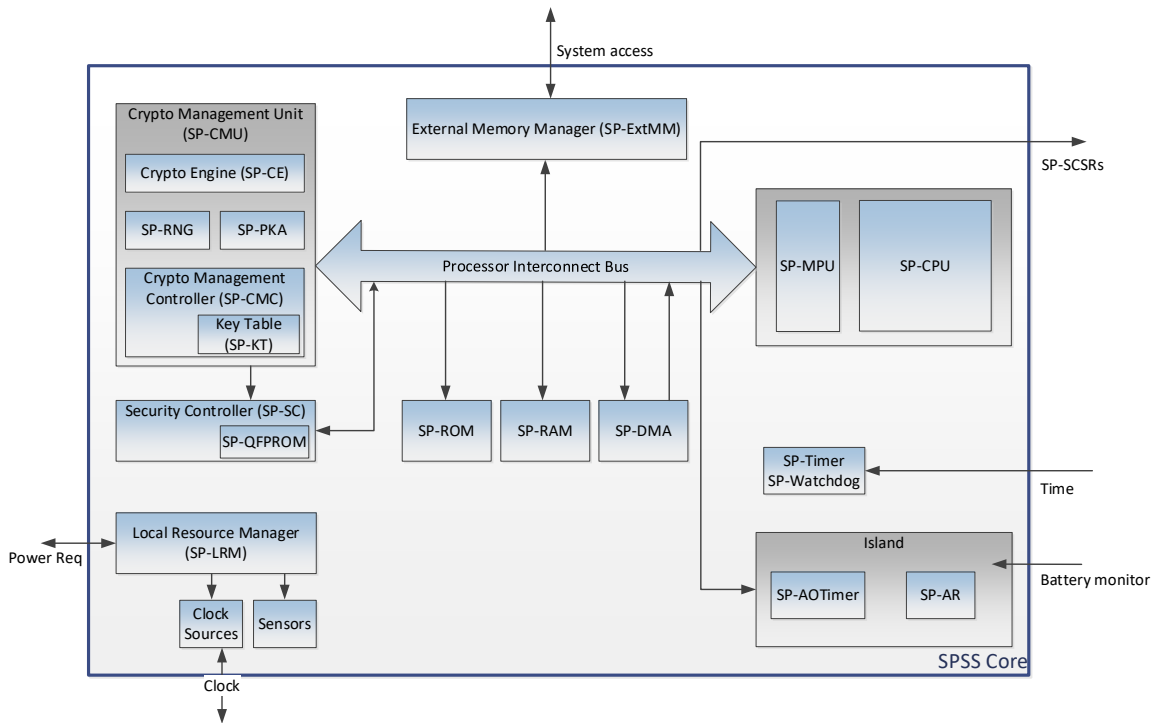 System access
Crypto Management Unit
(SP-CMU)
Crypto Engine (SP-CE)
SP-RNG
SP-PKA
Crypto Management
Controller (SP-CMC)
Key Table
(SP-KT)
External Memory Manager (SP-ExtMM)
SP-SCSRs
Processor Interconnect Bus
SP-MPU
SP-CPU
Security Controller (SP-SC)
SP-QFPROM
SP-ROM
SP-RAM
SP-DMA
SP-Timer
SP-Watchdog
Time
Local Resource Manager
(SP-LRM)
Power Req
Clock
Sources
Sensors
Clock
Island
SP-AOTimer
SP-AR
Battery monitor
SPSS Core